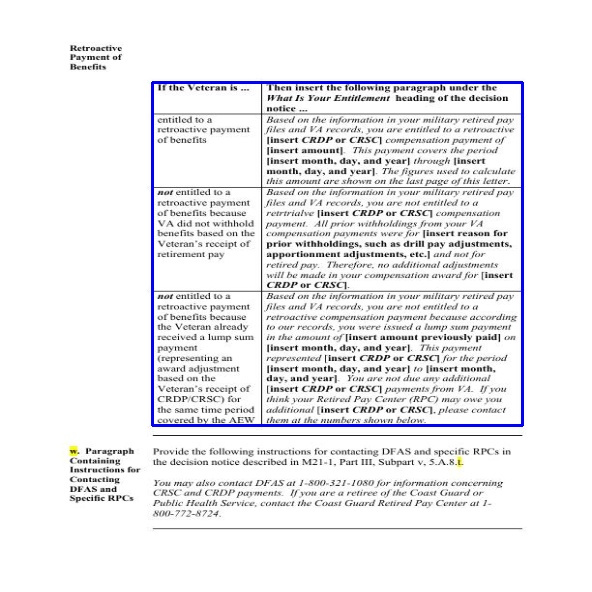 Retroactive
Payment of
Benefits
If the Veteran is ...
Then insert the following paragraph under the
What Is Your Entitlement heading of the decision
notice ...
entitled to a
retroactive payment
of benefits
Based on the information in your military retired pay
files and VA records, you are entitled to a retroactive
[insert CRDP or CRSC] compensation payment of
[insert amount]. This payment covers the period
[insert month, day, and year] through [insert
month, day, and year]. The figures used to calculate
this amount are shown on the last page of this letter.
not entitled to a
retroactive payment
of benefits because
VA did not withhold
benefits based on the
Veteran's receipt of
retirement pay
Based on the information in your military retired pay
files and VA records, you are not entitled to a
retrtrialve [insert CRDP or CRSC] compensation
payment. All prior withholdings from your VA
compensation payments were for [insert reason for
prior withholdings, such as drill pay adjustments,
apportionment adjustments, etc.] and not for
retired pay. Therefore, no additional adjustments
will be made in your compensation award for [insert
CRDP or CRSC].
not entitled to a
retroactive payment
of benefits because
the Veteran already
received a lump sum
payment
(representing an
award adjustment
based on the
Veteran's receipt of
CRDP/CRSC) for
the same time period
covered by the AEW
Based on the information in your military retired pay
files and VA records, you are not entitled to a
retroactive compensation payment because according
to our records, you were issued a lump sum payment
in the amount of [insert amount previously paid] on
[insert month, day, and year]. This payment
represented [insert CRDP or CRSC] for the period
[insert month, day, and year] to [insert month,
day, and year]. You are not due any additional
[insert CRDP or CRSC] payments from VA. If you
think your Retired Pay Center (RPC) may owe you
additional [insert CRDP or CRSC], please contact
them at the numbers shown below.
w. Paragraph
Containing
Instructions for
Contacting
DFAS and
Specific RPCs
Provide the following instructions for contacting DFAS and specific RPCs in
the decision notice described in M21-1, Part III, Subpart v, 5.A.8.t.
You may also contact DFAS at 1-800-321-1080 for information concerning
CRSC and CRDP payments. If you are a retiree of the Coast Guard or
Public Health Service, contact the Coast Guard Retired Pay Center at 1-
800-772-8724.